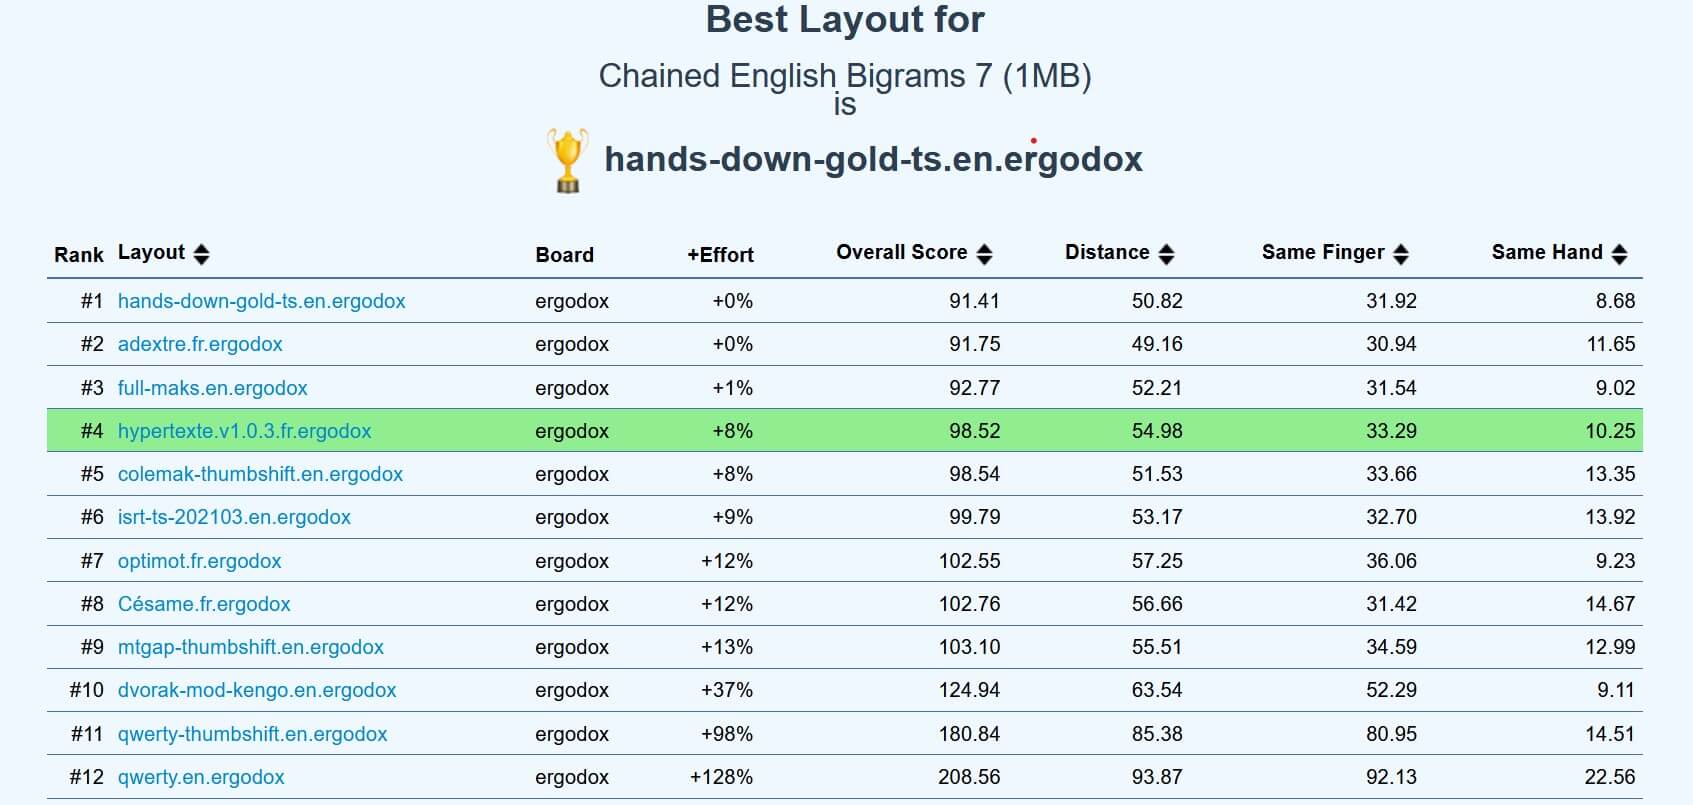 Best Layout for
Chained English Bigrams 7 (1MB)
is
hands-down-gold-ts.en.ergodox
Rank Layout Board +Effort Overall Score Distance Same Finger Same Hand
#1 hands-down-gold-ts.en.ergodox ergodox +0% 91.41 50.82 31.92 8.68
#2 adextre.fr.ergodox ergodox +0% 91.75 49.16 30.94 11.65
#3 full-maks.en.ergodox ergodox +1% 92.77 52.21 31.54 9.02
#4 hypertexte.v1.0.3.fr.ergodox ergodox +8% 98.52 54.98 33.29 10.25
#5 colemak-thumbshift.en.ergodox ergodox +8% 98.54 51.53 33.66 13.35
#6 isrt-ts-202103.en.ergodox ergodox +9% 99.79 53.17 32.70 13.92
#7 optimot.fr.ergodox ergodox +12% 102.55 57.25 36.06 9.23
#8 Césame.fr.ergodox ergodox +12% 102.76 56.66 31.42 14.67
#9 mtgap-thumbshift.en.ergodox ergodox +13% 103.10 55.51 34.59 12.99
#10 dvorak-mod-kengo.en.ergodox ergodox +37% 124.94 63.54 52.29 9.11
#11 qwerty-thumbshift.en.ergodox ergodox +98% 180.84 85.38 80.95 14.51
#12 qwerty.en.ergodox ergodox +128% 208.56 93.87 92.13 22.56